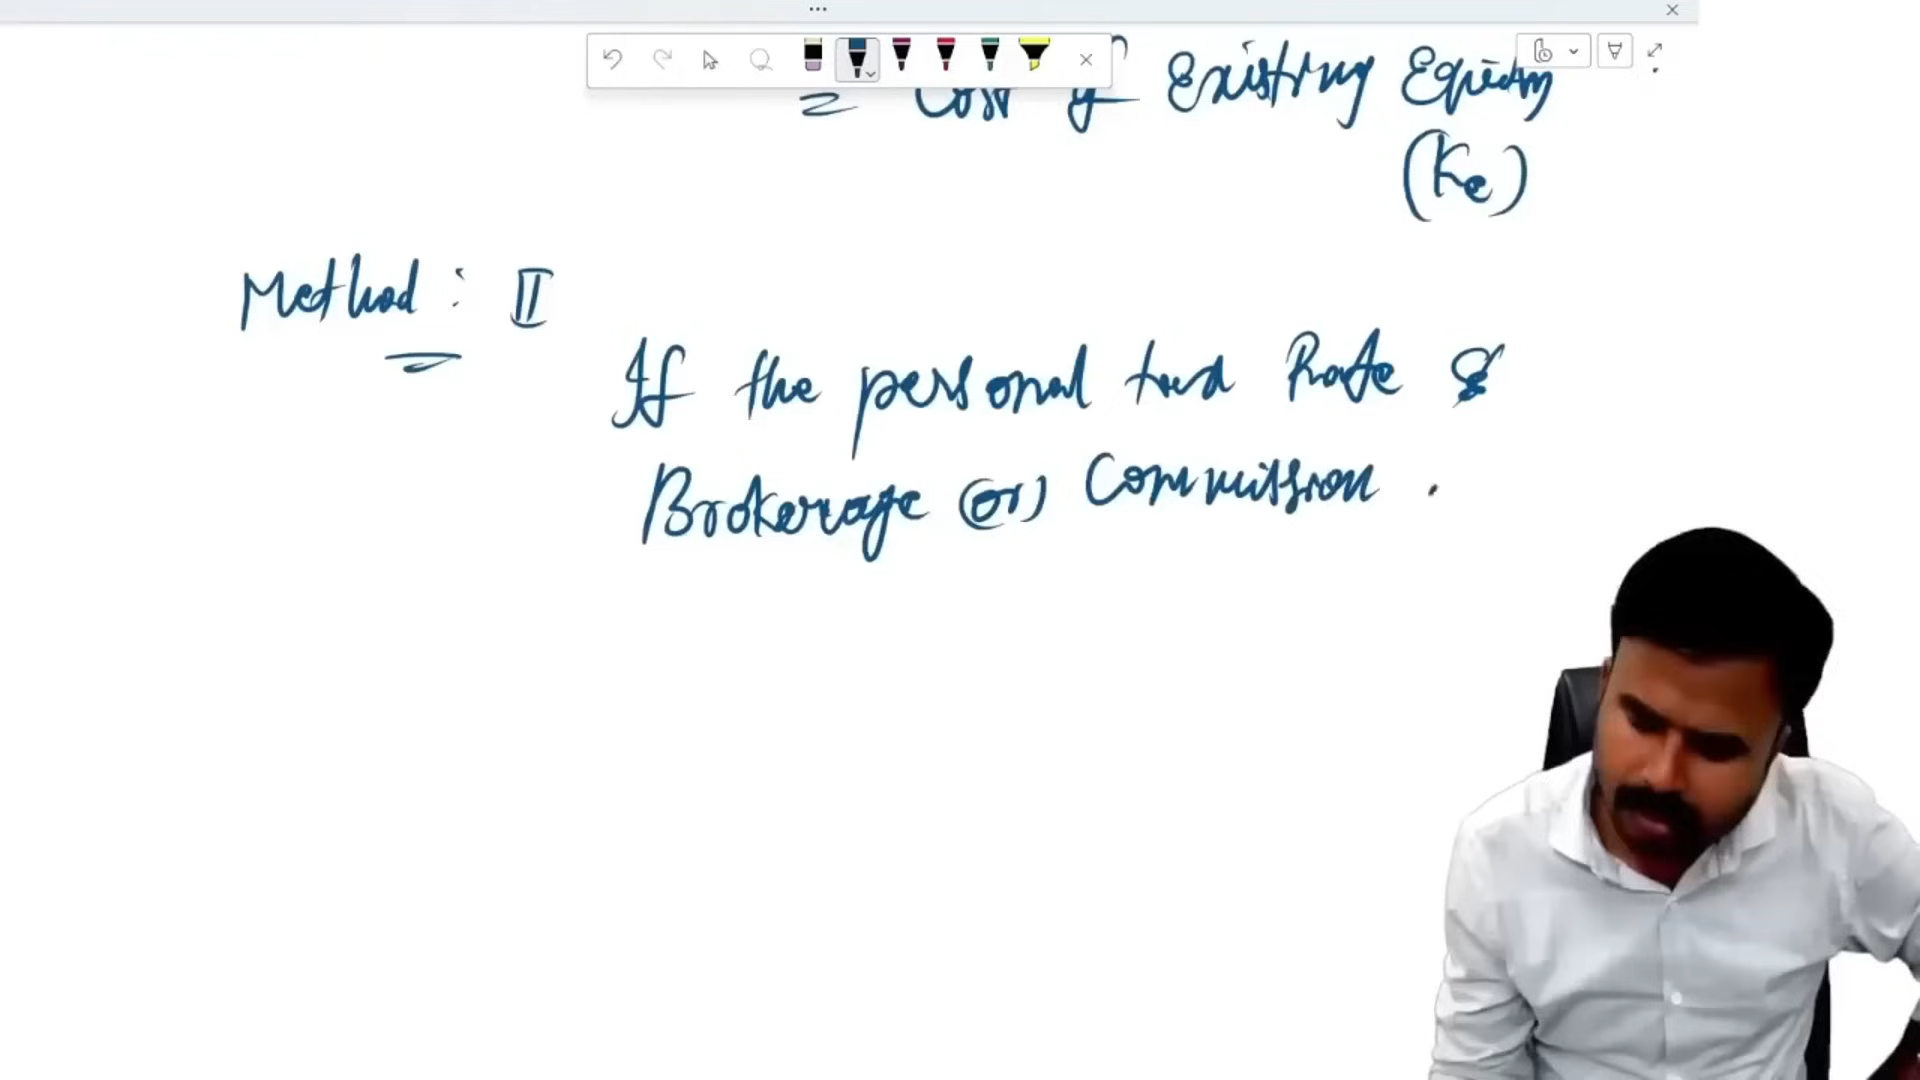 = Cost of Existing Equity
(Ke)
Method : II
If the personal tax Rate &
Brokerage (or) Commission .